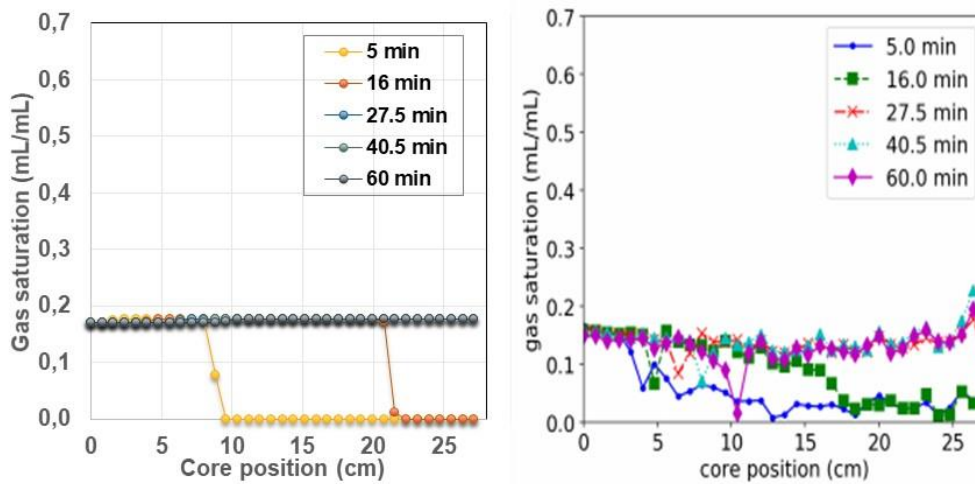 0,7
0,6
0,5
0,4
0,3
0,2
0,1
0,0
Gas saturation (mL/mL)
5 min
16 min
27.5 min
40.5 min
60 min
0
5
10
15
20
25
Core position (cm)
0.7
0.6
0.5
0.4
0.3
0.2
0.1
0.0
gas saturation (mL/mL)
5.0 min
16.0 min
27.5 min
40.5 min
60.0 min
0
5
10
15
20
25
core position (cm)